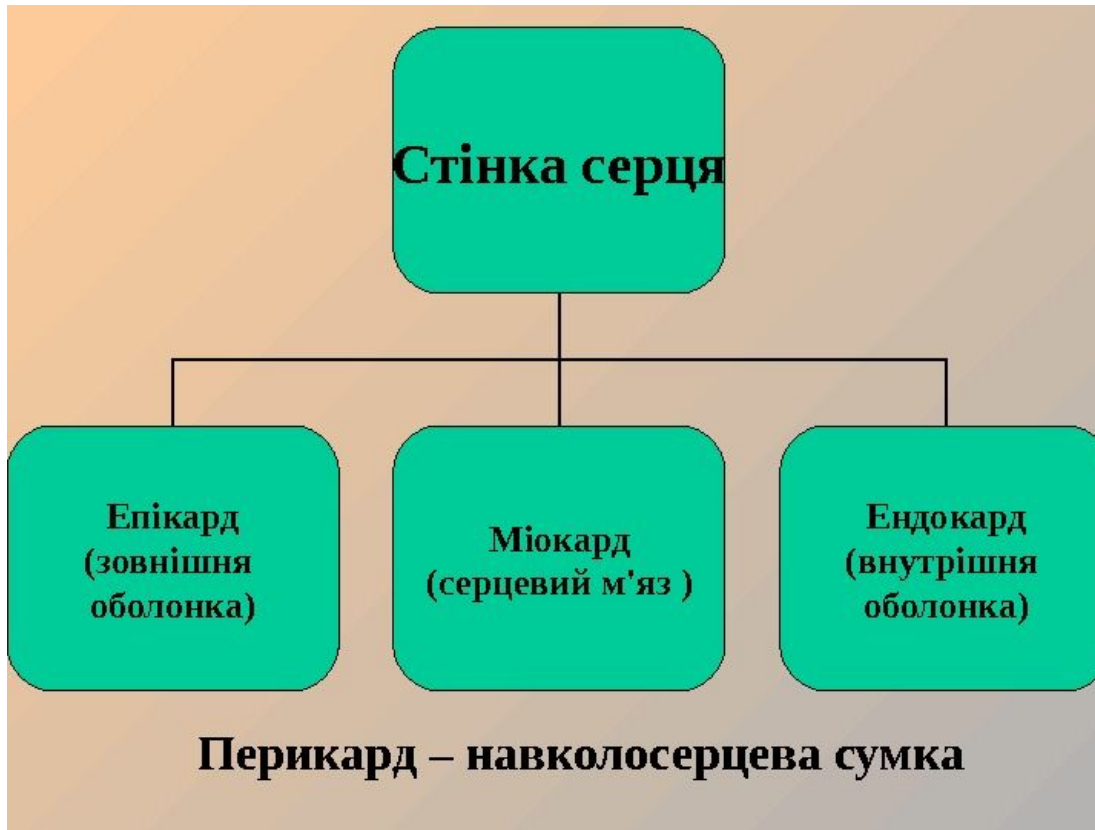 Стінка серця
Епікард
(зовнішня
оболонка)
Міокард
(серцевий м'яз )
Ендокард
(внутрішня
оболонка)
Перикард – навколосерцева сумка